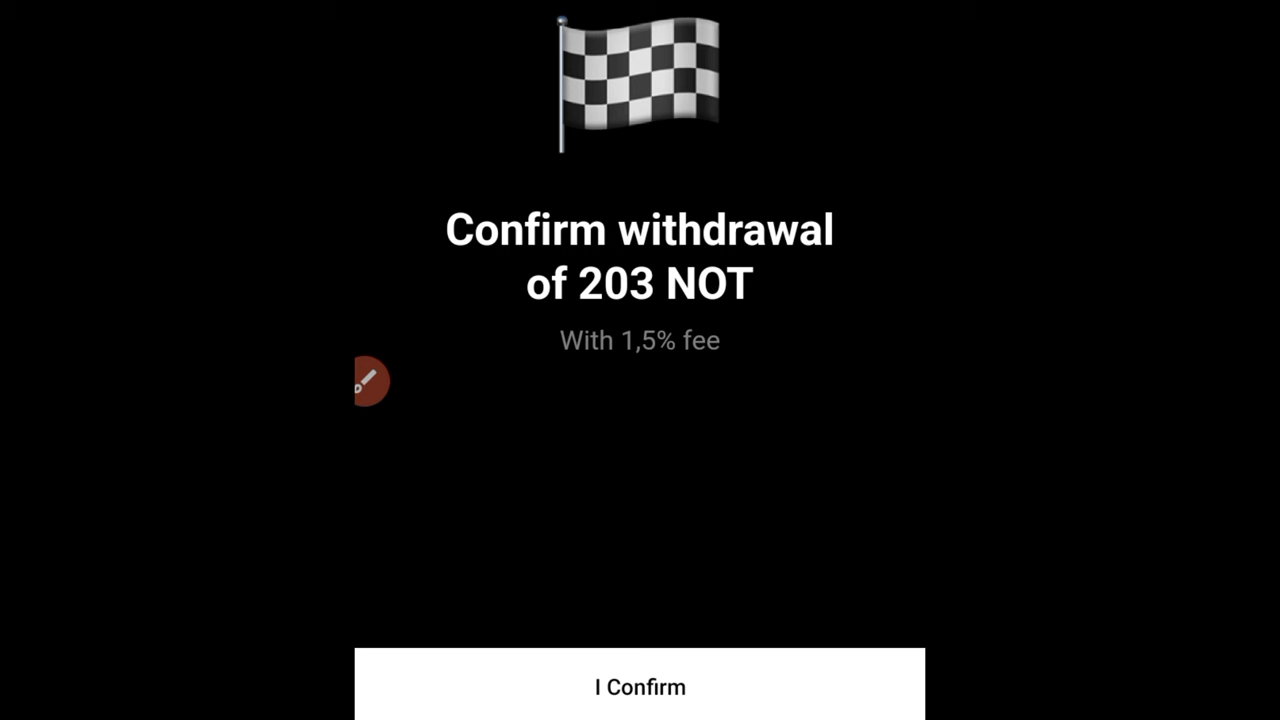 Confirm withdrawal
of 203 NOT
With 1,5% fee
I Confirm